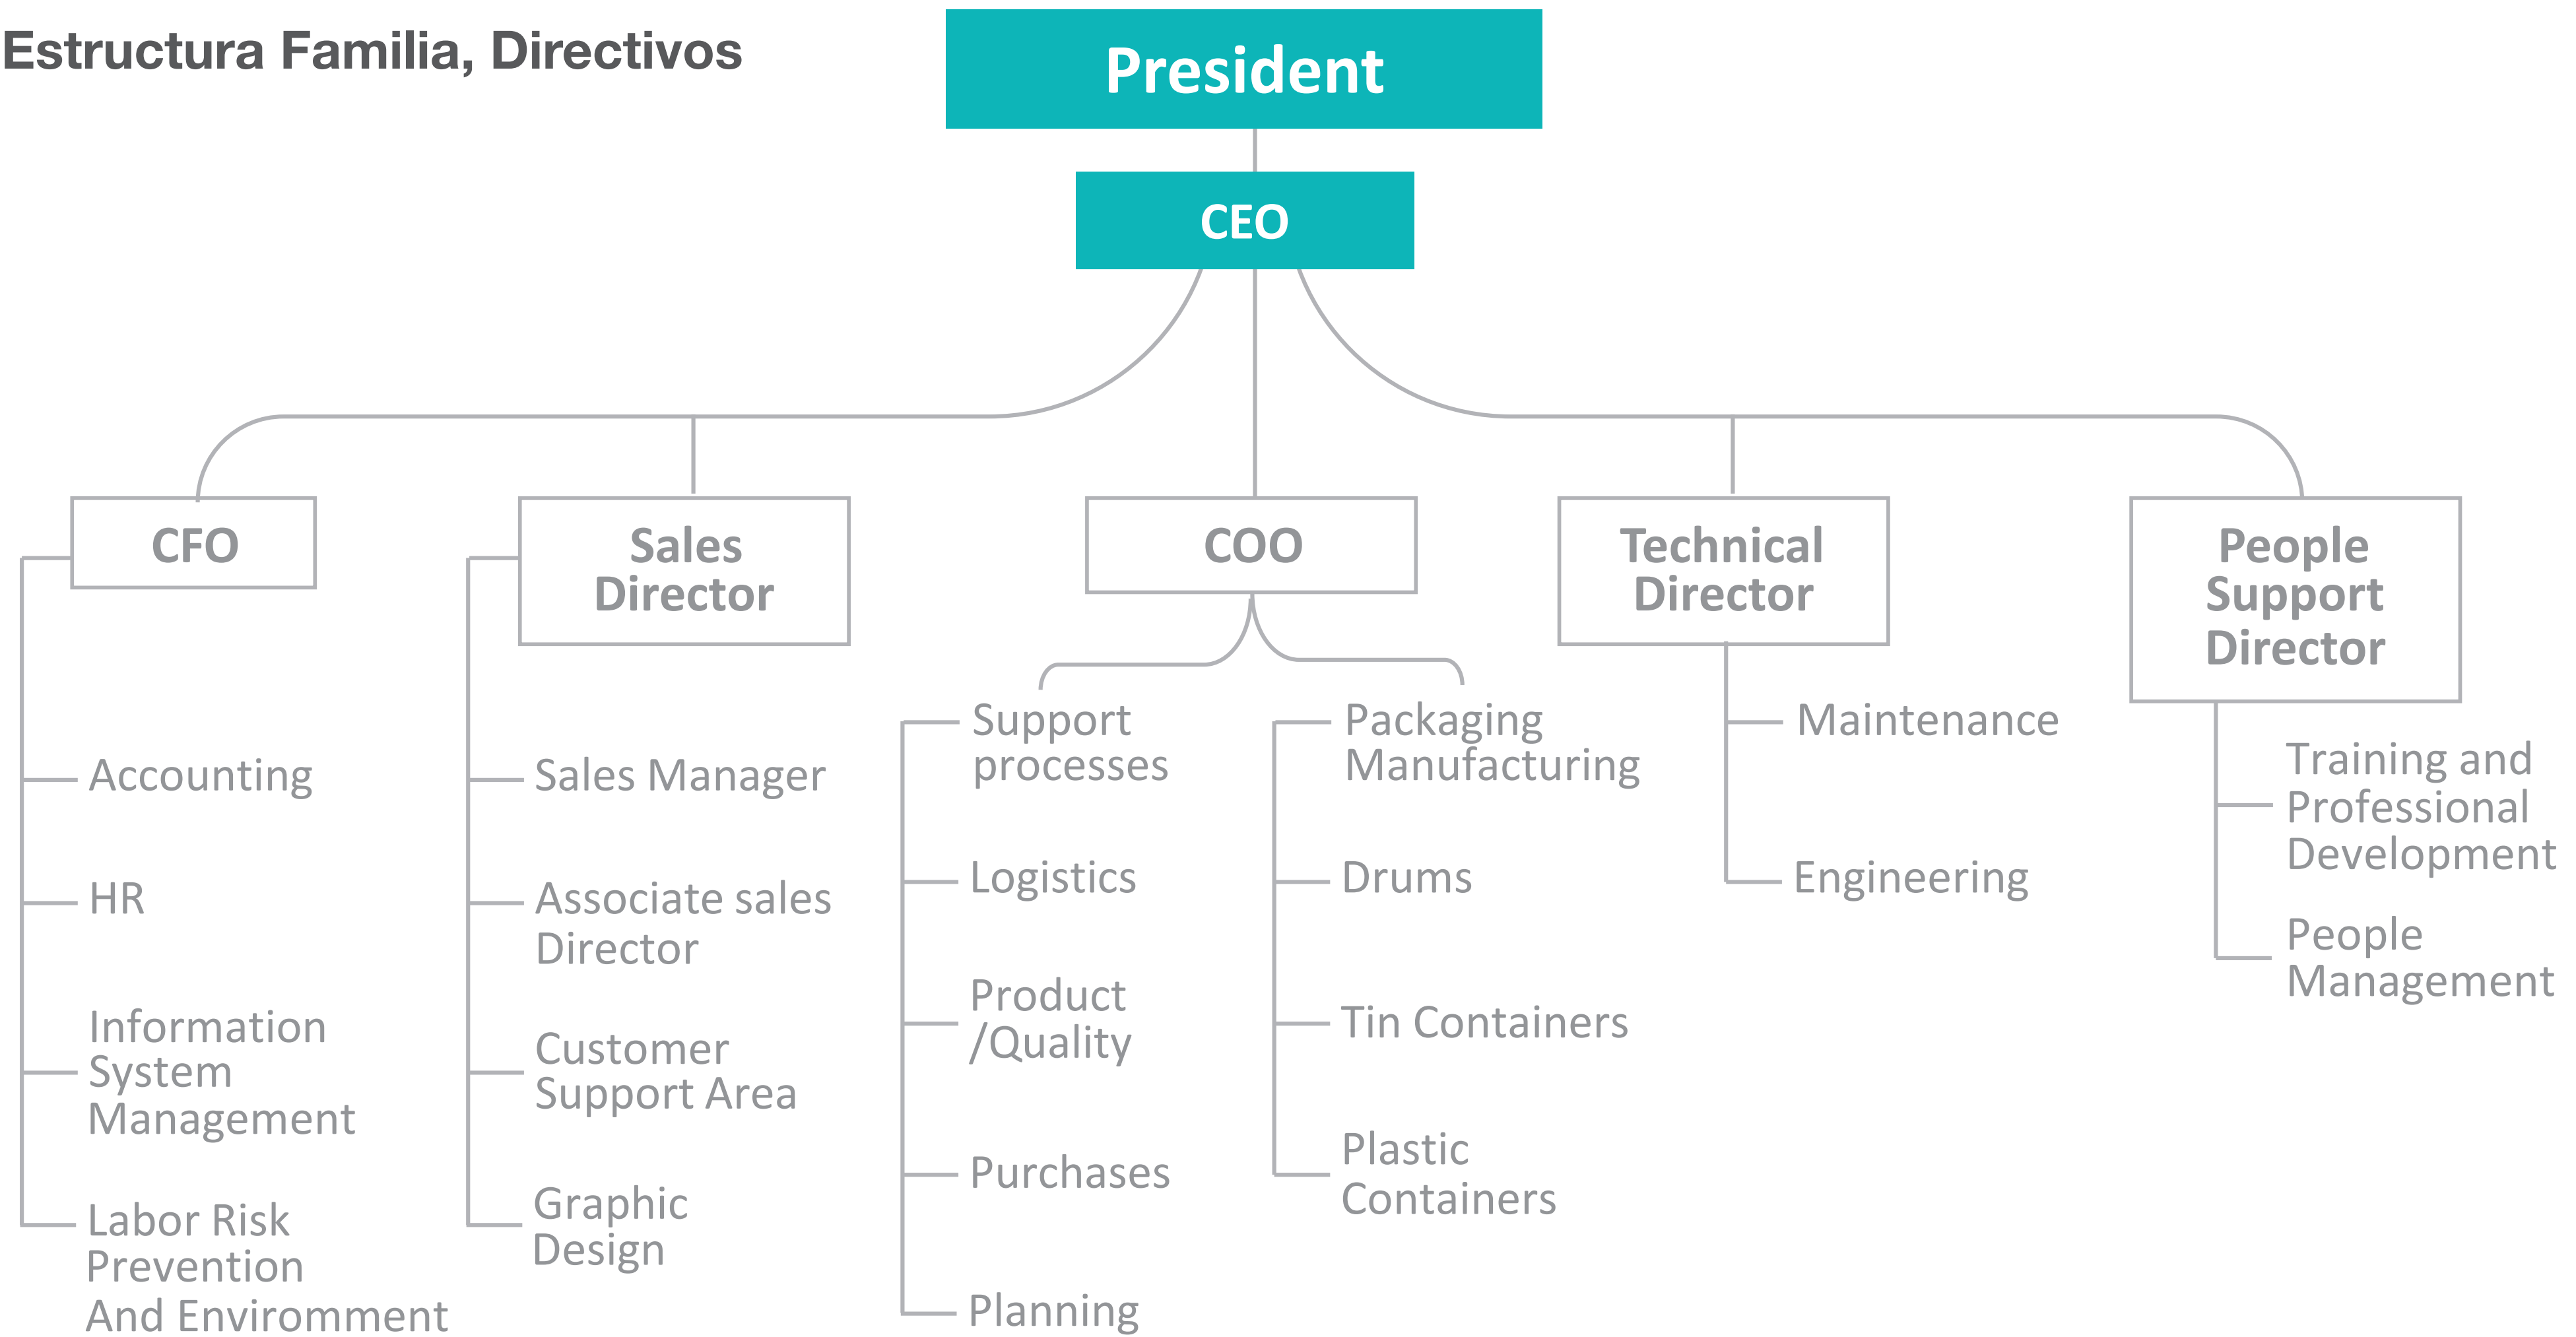 Estructura Familia, Directivos
President
CEO
CFO
Accounting
HR
Information
System
Management
Labor Risk
Prevention
And Enviromment
Sales
Director
Sales Manager
Associate sales
Director
Customer
Support Area
Graphic
Design
COO
Support
processes
Logistics
Product
/Quality
Purchases
Planning
Packaging
Manufacturing
Drums
Tin Containers
Plastic
Containers
Technical
Director
Maintenance
Engineering
People
Support
Director
Training and
Professional
Development
People
Management